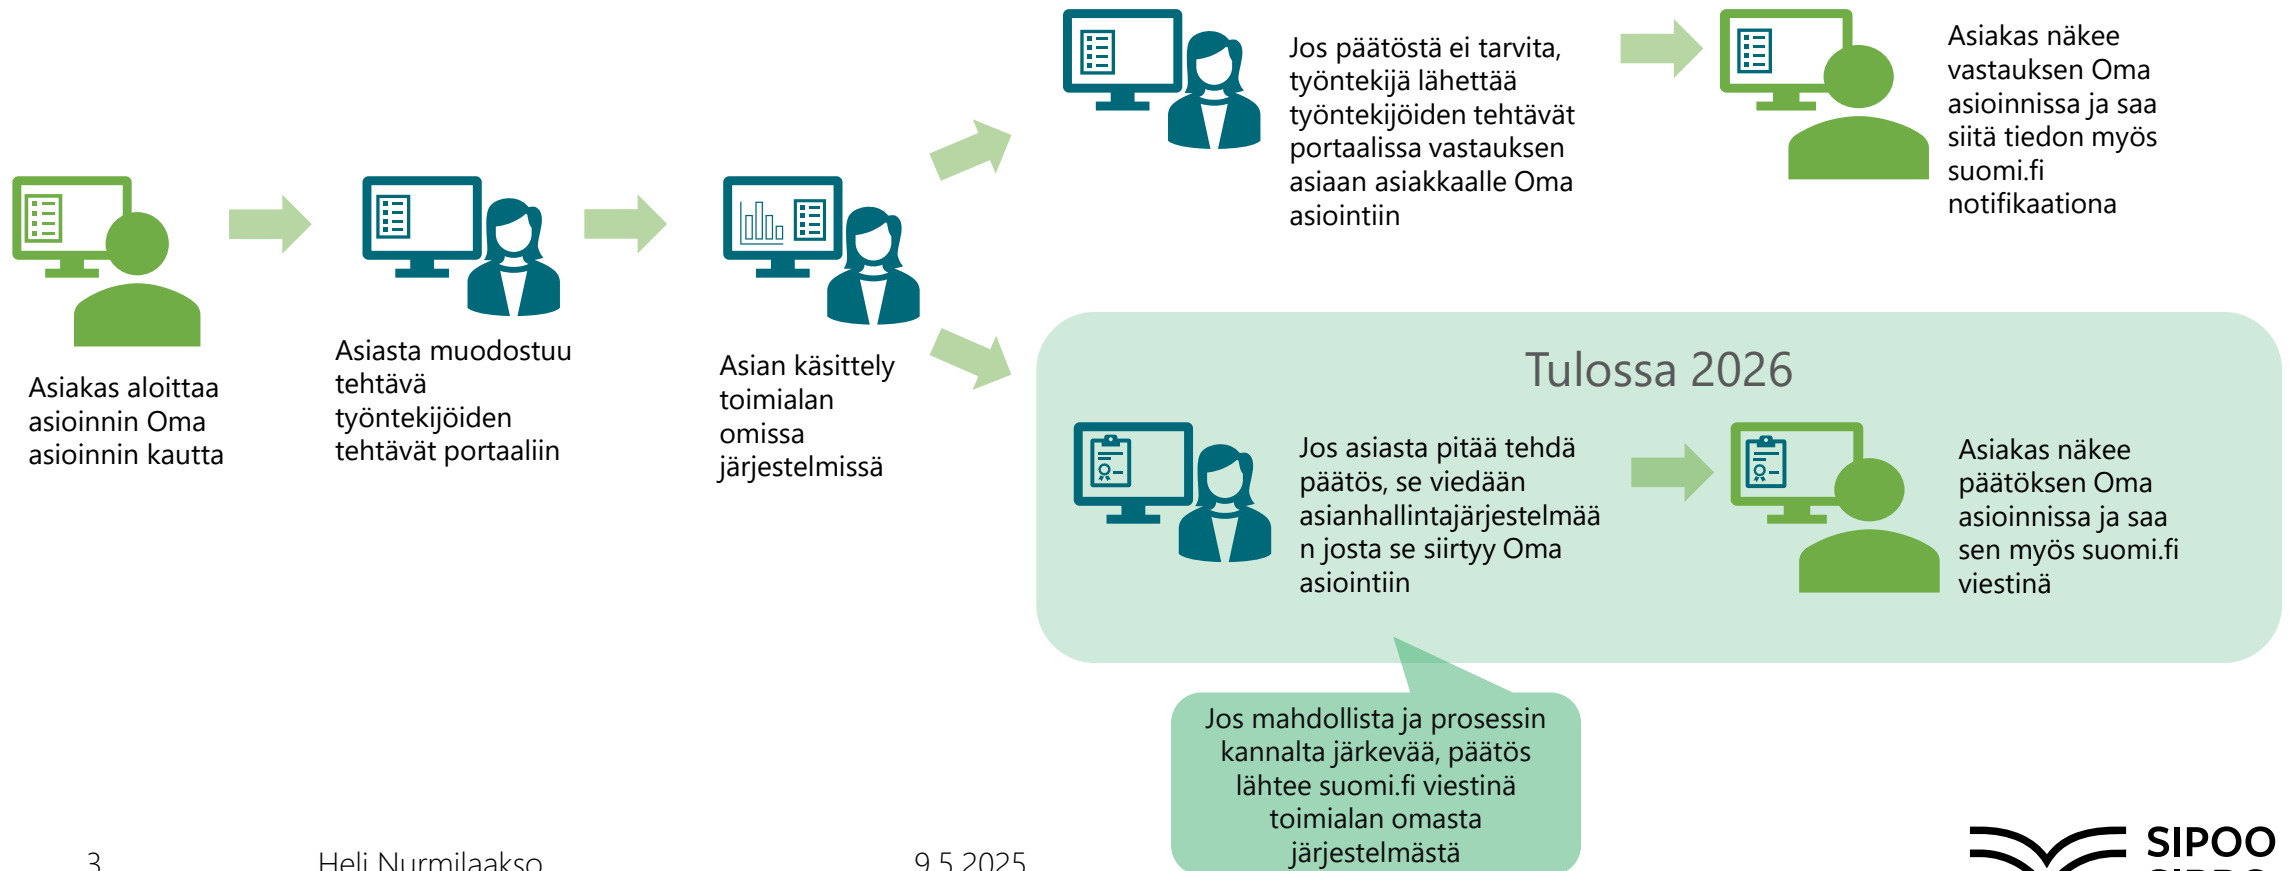 Asiakas aloittaa
asioinnin Oma
asioinnin kautta
Asiasta muodostuu
tehtävä
työntekijöiden
tehtävät portaaliin
Asian käsittely
toimialan
omissa
järjestelmissä
Jos päätöstä ei tarvita,
työntekijä lähettää
työntekijöiden tehtävät
portaalissa vastauksen
asiaan asiakkaalle Oma
asiointiin
Asiakas näkee
vastauksen Oma
asioinnissa ja saa
siitä tiedon myös
suomi.fi
notifikaationa
Tulossa 2026
Jos asiasta pitää tehdä
päätös, se viedään
asianhallintajärjestelmää
n josta se siirtyy Oma
asiointiin
Asiakas näkee
päätöksen Oma
asioinnissa ja saa
sen myös suomi.fi
viestinä
Jos mahdollista ja prosessin
kannalta järkevää, päätös
lähtee suomi.fi viestinä
toimialan omasta
järjestelmästä
3
Heli Nurmilaakso
9.5.2025
SIPOO
SIBBO